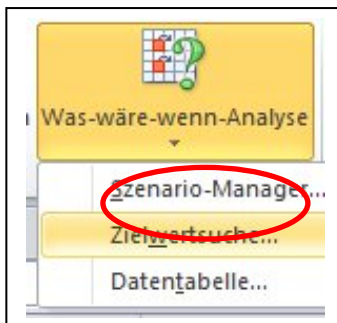 Was-wäre-wenn-Analyse
Szenario-Manager...
Zielwertsuche...
Datentabelle...